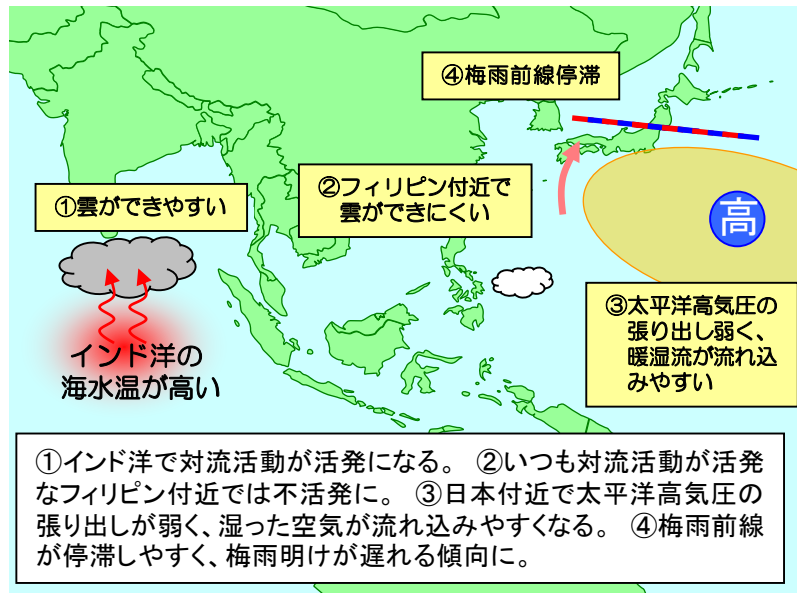 ④梅雨前線停滞
①雲ができやすい
②フィリピン付近で
雲ができにくい
高
③太平洋高気圧の
張り出し弱く、
暖湿流が流れ込
みやすい
インド洋の
海水温が高い
①インド洋で対流活動が活発になる。 ②いつも対流活動が活発
なフィリピン付近では不活発に。 ③日本付近で太平洋高気圧の
張り出しが弱く、湿った空気が流れ込みやすくなる。 ④梅雨前線
が停滞しやすく、梅雨明けが遅れる傾向に。